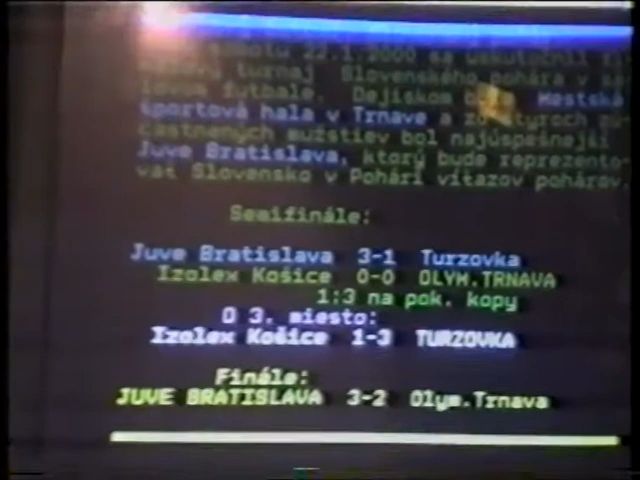 sobotu 22.1.2000 sa uskutočnil
turnaj Slovenského pohára v
futbale. Dejiskom Mestská
športová hala v Trnave a zo štyroch
častnených mužstiev bol najúspešnejší
Juve Bratislava, ktorý bude reprezento-
vať Slovensko v Pohári víťazov pohárov.
Semifinále:
Juve Bratislava 3-1 Turzovka
Izolex Košice 0-0 OLYM.TRNAVA
1:3 na pok. kopy
O 3. miesto:
Izolex Košice 1-3 TURZOVKA
Finále:
JUVE BRATISLAVA 3-2 Olym.Trnava